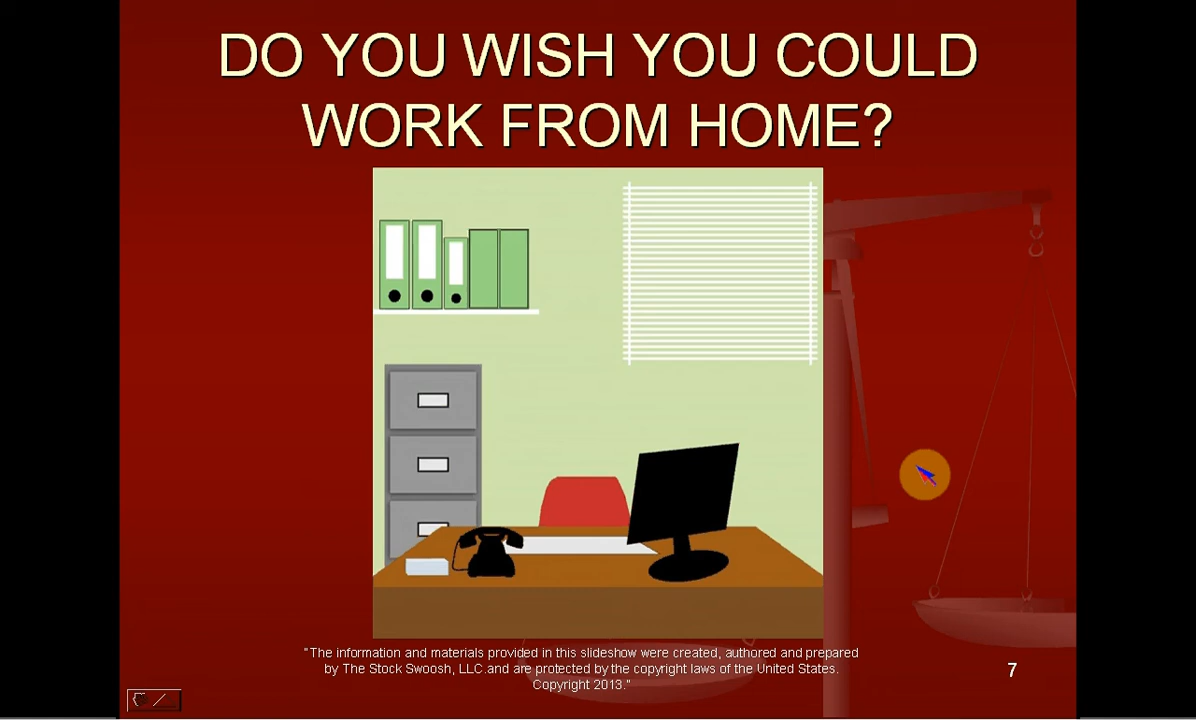 DO YOU WISH YOU COULD
WORK FROM HOME?
"The information and materials provided in this slideshow were created, authored and prepared
by The Stock Swoosh, LLC.and are protected by the copyright laws of the United States.
Copyright 2013."
7